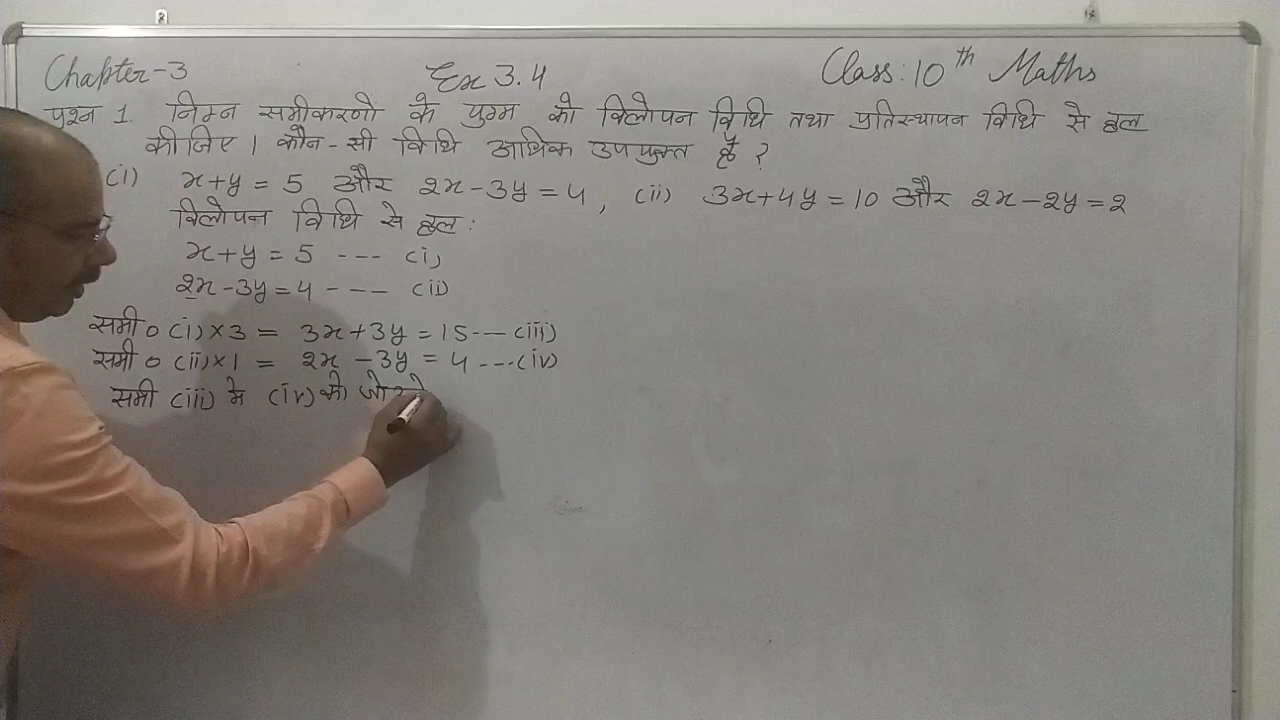 Chapter-3 Ex 3.4 Class: 10th Maths
प्रश्न 1. निम्न समीकरणो के युग्म को विलोपन विधि तथा प्रतिस्थापन विधि से हल
कीजिए। कौन-सी विधि अधिक उपयुक्त है?
(i) x+y=5 और 2x-3y=4, (ii) 3x+4y=10 और 2x-2y=2
विलोपन विधि से हल:
x+y=5 --- (i)
2x-3y=4 --- (ii)
समी० (i)×3 = 3x+3y=15 --- (iii)
समी० (ii)×1 = 2x-3y=4 --- (iv)
समी (iii) मे (iv) को